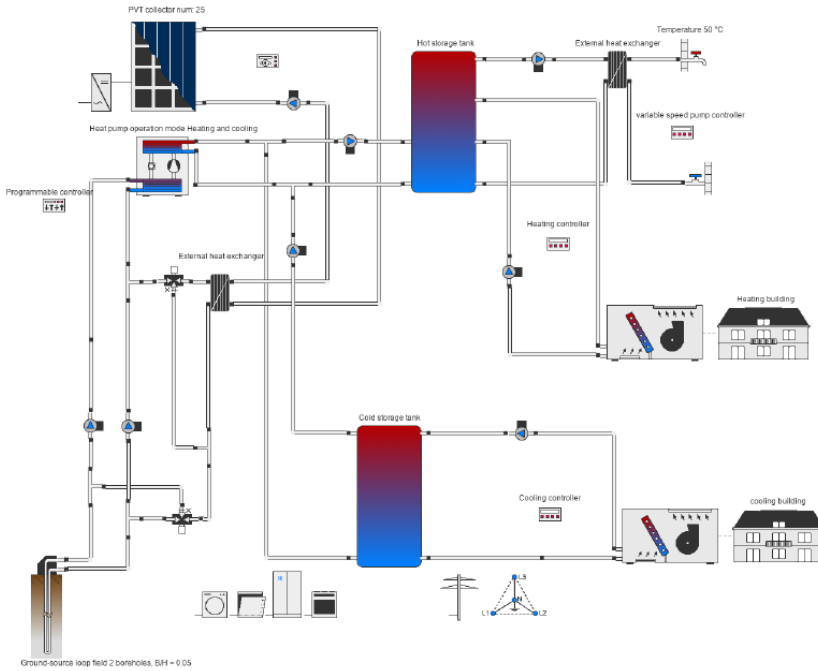 PVT collector num: 25
Hot storage tank
External heat exchanger
Temperature 50 °C
variable speed pump controller
Heat pump operation mode Heating and cooling
Programmable controller
External heat exchanger
Heating controller
Heating building
Cold storage tank
Cooling controller
cooling building
L3
N
L1
L2
Ground-source loop field 2 boreholes, B/H = 0.05